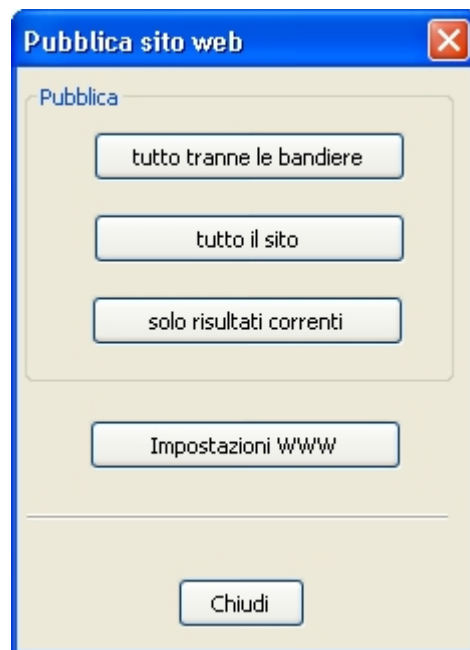 Pubblica sito web
Pubblica
tutto tranne le bandiere
tutto il sito
solo risultati correnti
Impostazioni WWW
Chiudi